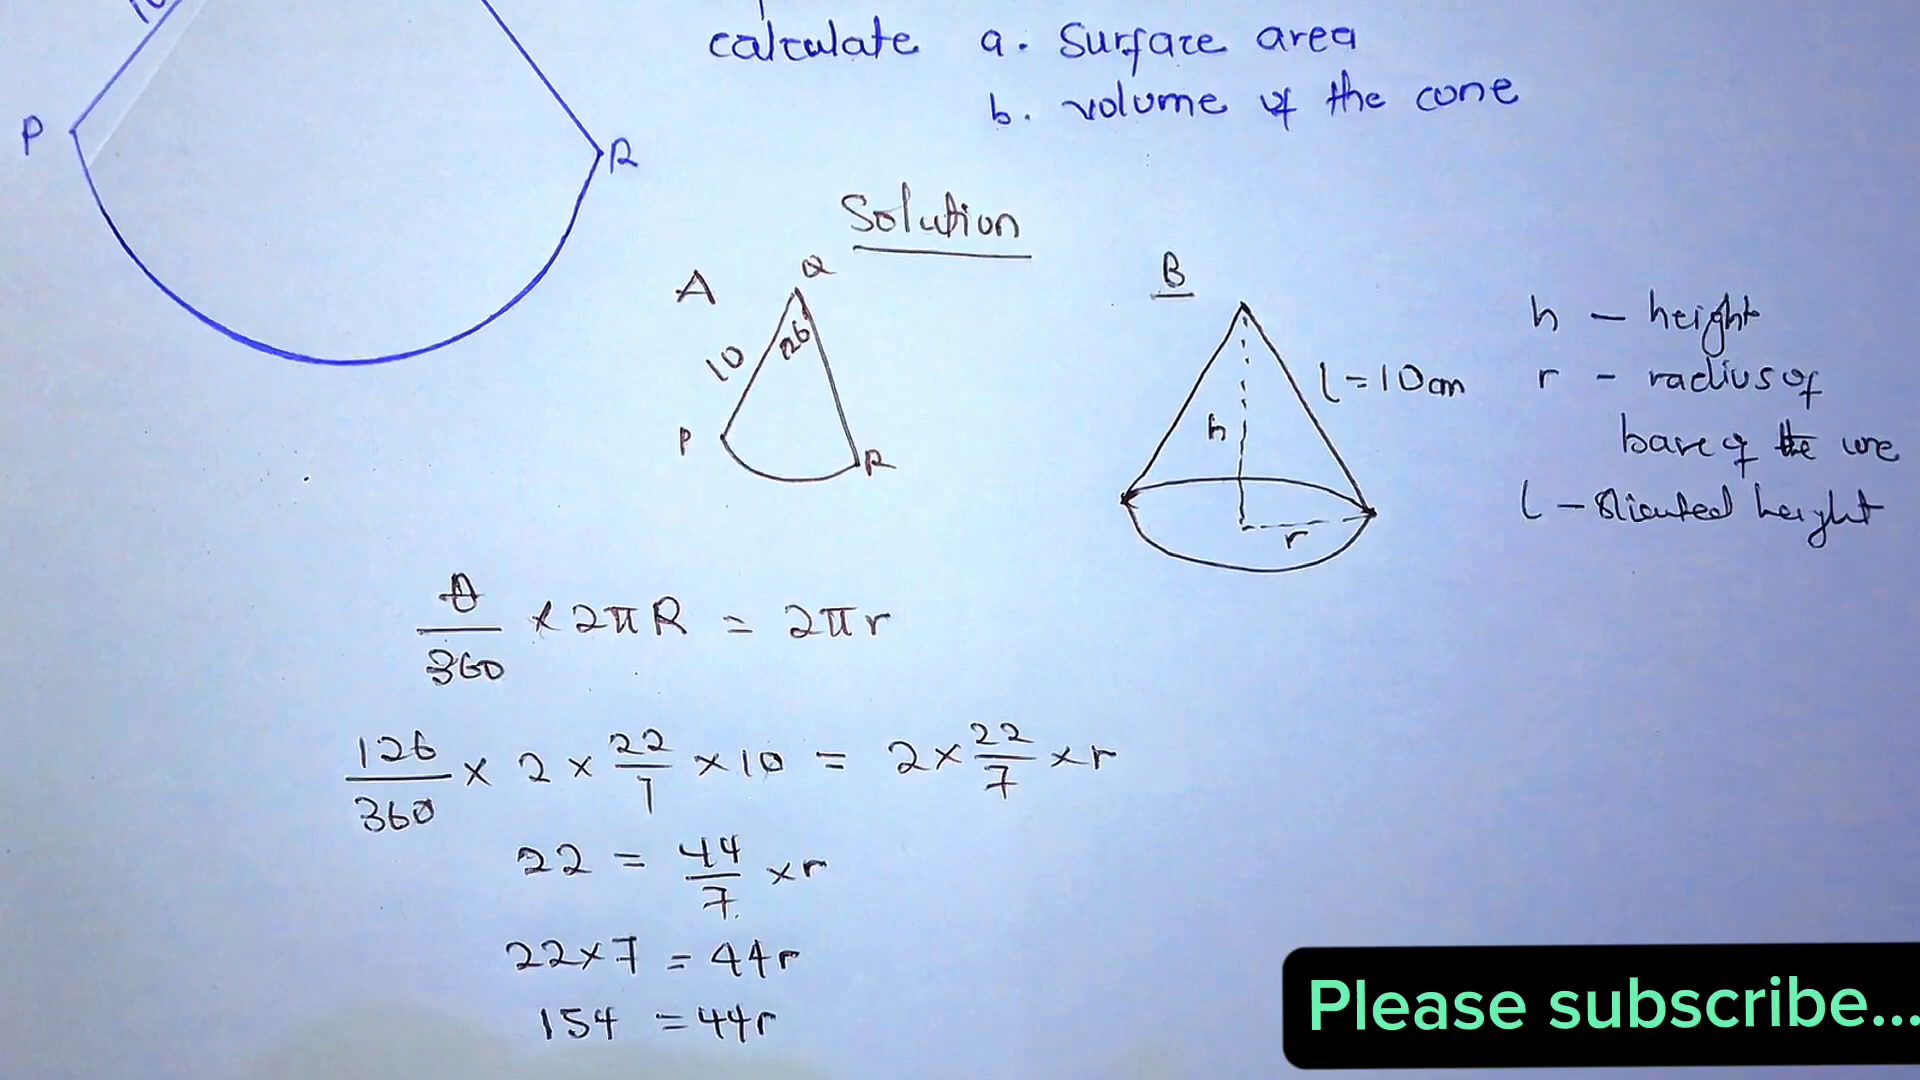 10
calculate a. Surface area
b. volume of the cone
P
R
Solution
A
Q
B
126
10
P
R
l=10cm
h
r
h – height
r - radius of
base of the cone
l – slanted height
θ/360 × 2πR = 2πr
126/360 × 2 × 22/7 × 10 = 2 × 22/7 × r
22 = 44/7 × r
22×7 = 44r
154 = 44r
Please subscribe...